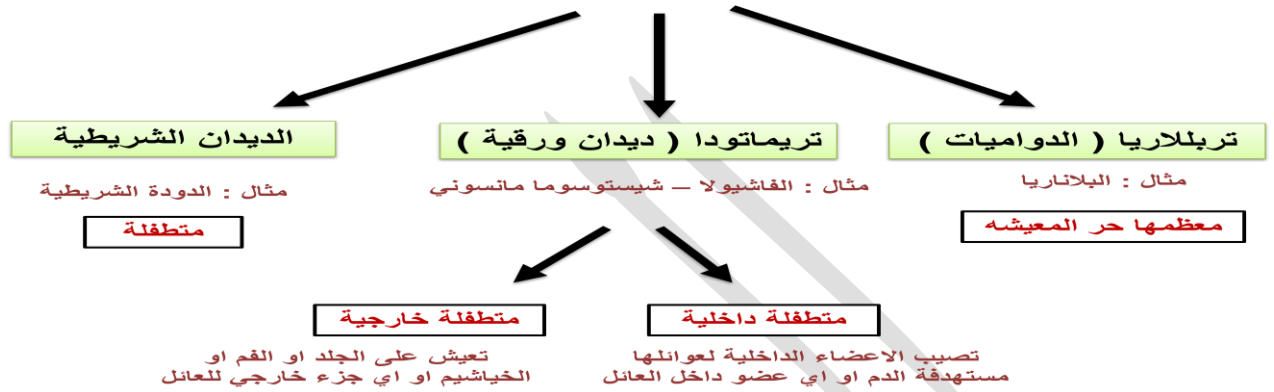 تربللاريا ( الدواميات )
تريماتودا ( ديدان ورقية )
الديدان الشريطية
مثال : البلاناريا
مثال : الفاشيولا – شيستوسوما مانسوني
مثال : الدودة الشريطية
معظمها حر المعيشه
متطفلة
متطفلة داخلية
متطفلة خارجية
تصيب الاعضاء الداخلية لعوائلها
مستهدفة الدم او اي عضو داخل العائل
تعيش على الجلد او الفم او
الخياشيم او اي جزء خارجي للعائل